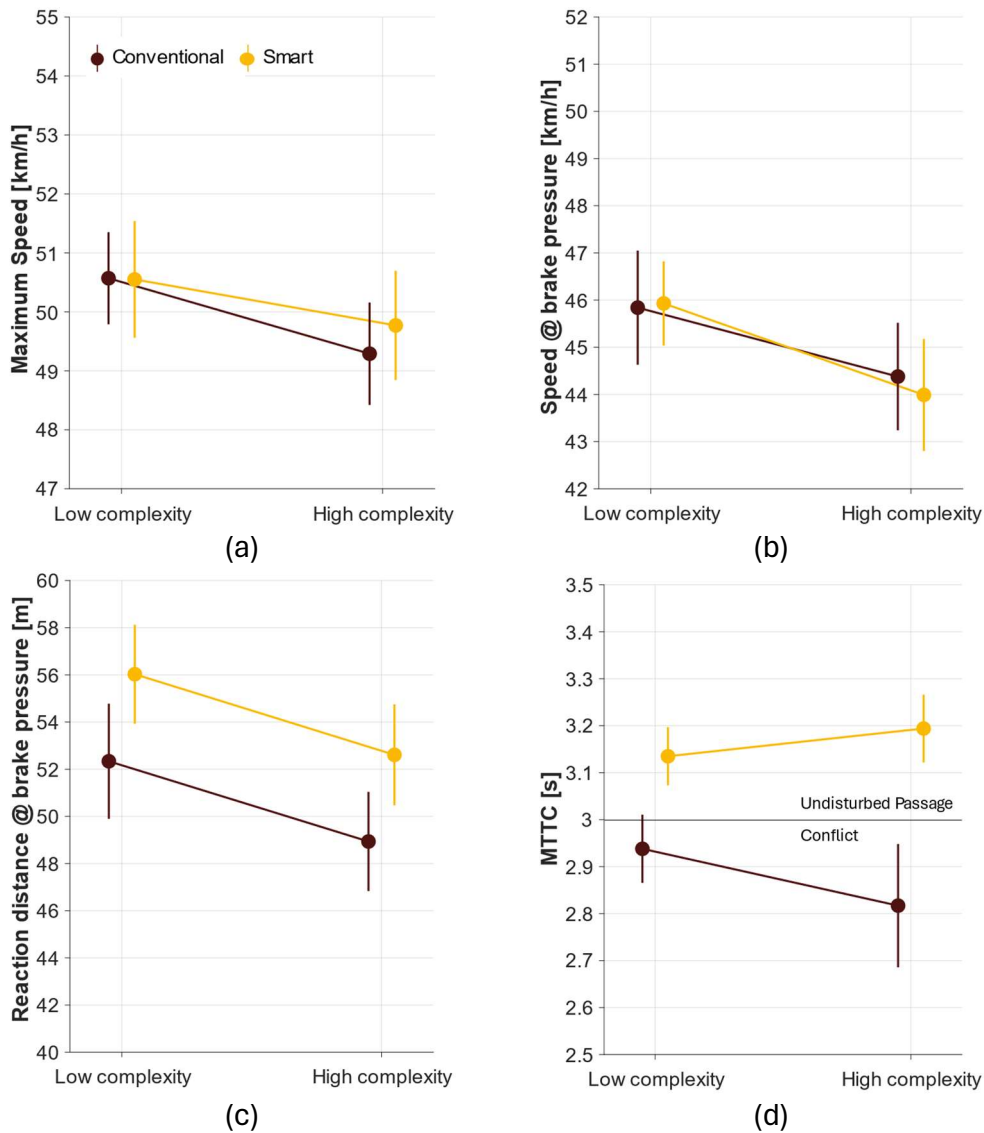 55
54
53
52
51
50
49
48
47
Maximum Speed [km/h]
Conventional Smart
Low complexity High complexity
(a)
52
51
50
49
48
47
46
45
44
43
42
Speed @ brake pressure [km/h]
Low complexity High complexity
(b)
60
58
56
54
52
50
48
46
44
42
40
Reaction distance @ brake pressure [m]
Low complexity High complexity
(c)
3.5
3.4
3.3
3.2
3.1
3
2.9
2.8
2.7
2.6
2.5
MTTC [s]
Undisturbed Passage
Conflict
Low complexity High complexity
(d)